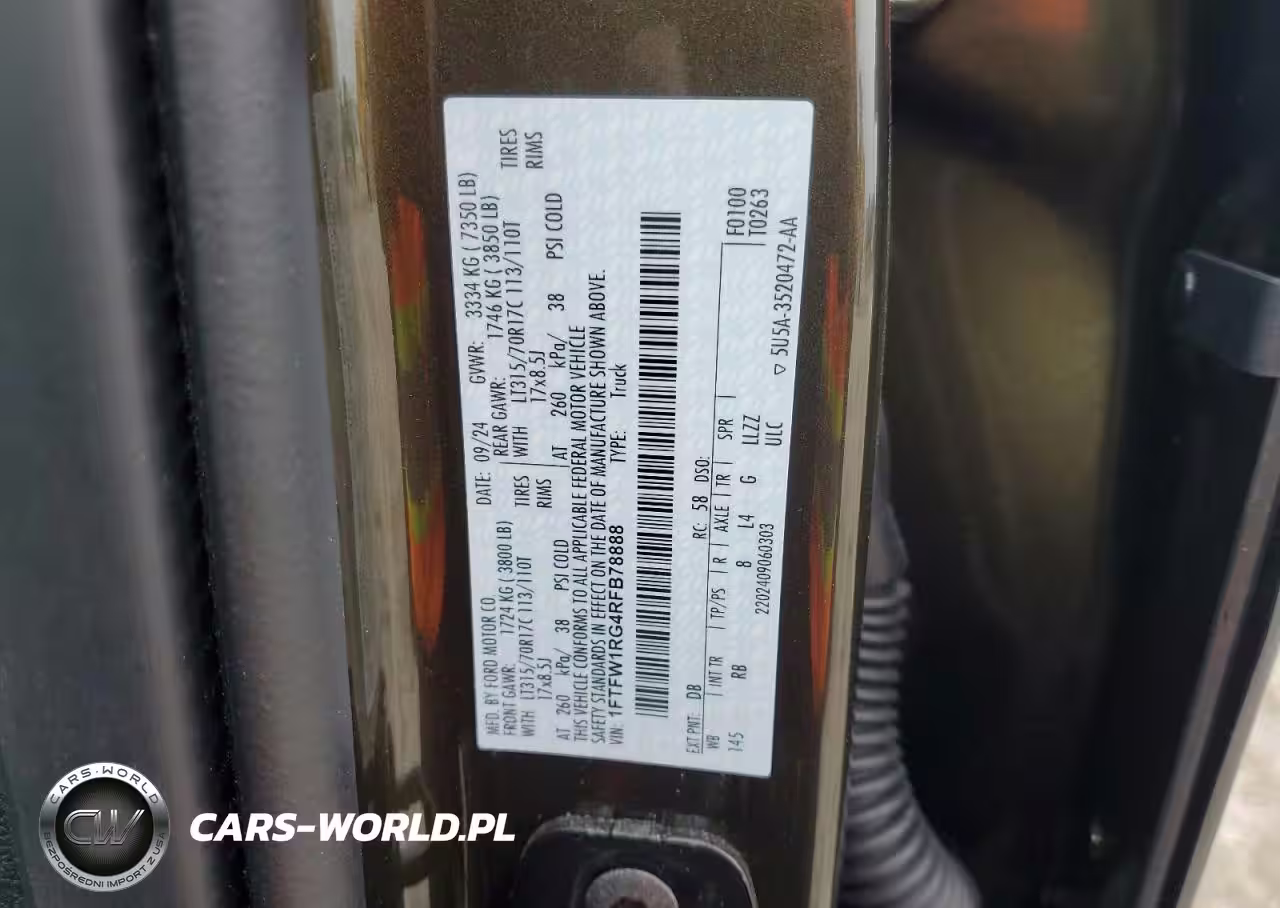 MFD. BY FORD MOTOR CO. DATE: 09/24 GVWR: 3334 KG ( 7350 LB)
FRONT GAWR: 1724 KG ( 3800 LB) REAR GAWR: 1746 KG ( 3850 LB)
WITH LT315/70R17C 113/110T TIRES WITH LT315/70R17C 113/110T TIRES
17x8.5J RIMS 17x8.5J RIMS
AT 260 kPa/ 38 PSI COLD AT 260 kPa/ 38 PSI COLD
THIS VEHICLE CONFORMS TO ALL APPLICABLE FEDERAL MOTOR VEHICLE
SAFETY STANDARDS IN EFFECT ON THE DATE OF MANUFACTURE SHOWN ABOVE.
VIN: 1FTFW1RG4RFB78888 TYPE: Truck
EXT PNT: DB RC: 58 DSO:
WB INT TR TP/PS R AXLE TR SPR F0100
145 RB 8 L4 G LLZZ T0263
2202409060303 ULC
▽ 5U5A-3520472-AA
CARS-WORLD
CW
BEZPOŚREDNI IMPORT Z USA
CARS-WORLD.PL